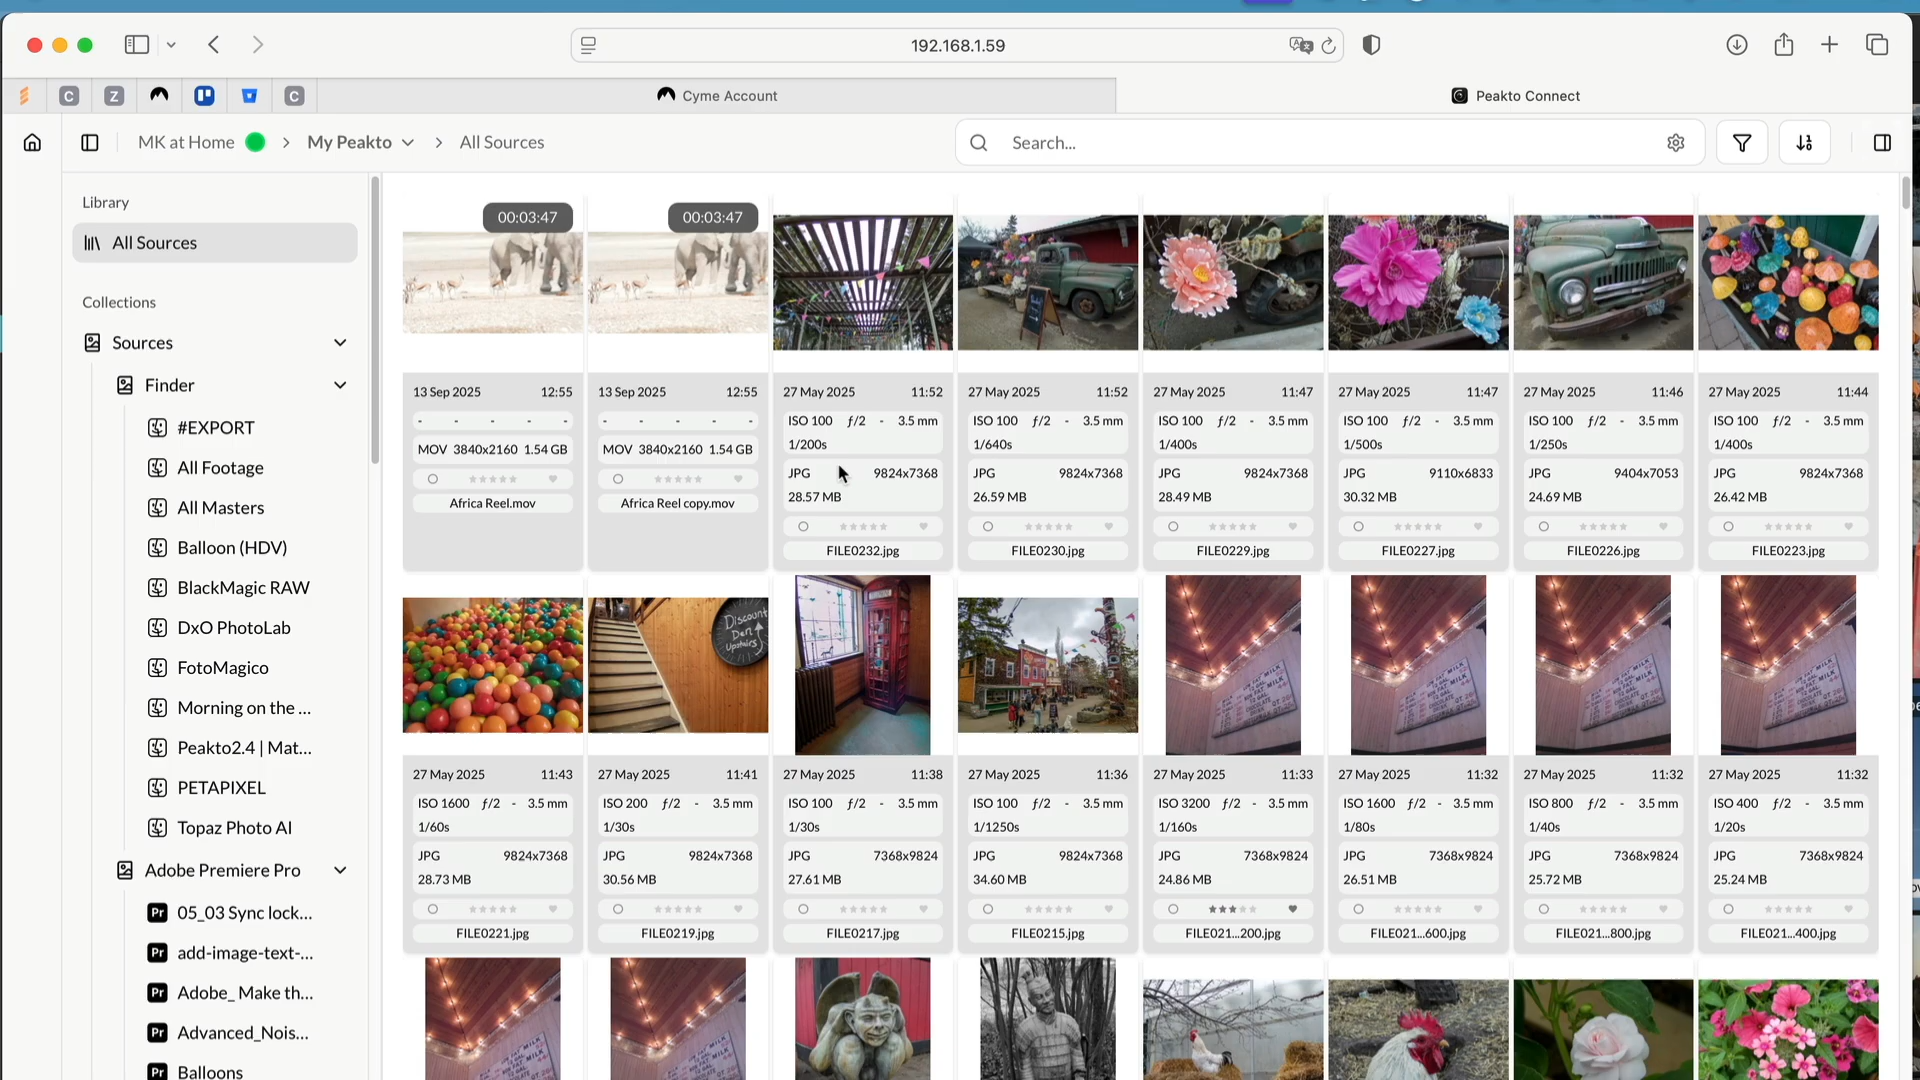 192.168.1.59
C
Z
C
Cyme Account
Peakto Connect
MK at Home
My Peakto
All Sources
Search...
Library
All Sources
Collections
Sources
Finder
#EXPORT
All Footage
All Masters
Balloon (HDV)
BlackMagic RAW
DxO PhotoLab
FotoMagico
Morning on the ...
Peakto2.4 | Mat...
PETAPIXEL
Topaz Photo AI
Adobe Premiere Pro
Pr 05_03 Sync lock...
Pr add-image-text-...
Pr Adobe_ Make th...
Pr Advanced_Nois...
Pr Balloons
00:03:47
13 Sep 2025 12:55
- - - - -
MOV 3840x2160 1.54 GB
Africa Reel.mov
00:03:47
13 Sep 2025 12:55
- - - - -
MOV 3840x2160 1.54 GB
Africa Reel copy.mov
27 May 2025 11:52
ISO 100 ƒ/2 - 3.5 mm
1/200s
JPG 9824x7368
28.57 MB
FILE0232.jpg
27 May 2025 11:52
ISO 100 ƒ/2 - 3.5 mm
1/640s
JPG 9824x7368
26.59 MB
FILE0230.jpg
27 May 2025 11:47
ISO 100 ƒ/2 - 3.5 mm
1/400s
JPG 9824x7368
28.49 MB
FILE0229.jpg
27 May 2025 11:47
ISO 100 ƒ/2 - 3.5 mm
1/500s
JPG 9110x6833
30.32 MB
FILE0227.jpg
27 May 2025 11:46
ISO 100 ƒ/2 - 3.5 mm
1/250s
JPG 9404x7053
24.69 MB
FILE0226.jpg
27 May 2025 11:44
ISO 100 ƒ/2 - 3.5 mm
1/400s
JPG 9824x7368
26.42 MB
FILE0223.jpg
27 May 2025 11:43
ISO 1600 ƒ/2 - 3.5 mm
1/60s
JPG 9824x7368
28.73 MB
FILE0221.jpg
Discount
Den
Upstairs
27 May 2025 11:41
ISO 200 ƒ/2 - 3.5 mm
1/30s
JPG 9824x7368
30.56 MB
FILE0219.jpg
27 May 2025 11:38
ISO 100 ƒ/2 - 3.5 mm
1/30s
JPG 7368x9824
27.61 MB
FILE0217.jpg
27 May 2025 11:36
ISO 100 ƒ/2 - 3.5 mm
1/1250s
JPG 9824x7368
34.60 MB
FILE0215.jpg
27 May 2025 11:33
ISO 3200 ƒ/2 - 3.5 mm
1/160s
JPG 7368x9824
24.86 MB
FILE021...200.jpg
27 May 2025 11:32
ISO 1600 ƒ/2 - 3.5 mm
1/80s
JPG 7368x9824
26.51 MB
FILE021...600.jpg
27 May 2025 11:32
ISO 800 ƒ/2 - 3.5 mm
1/40s
JPG 7368x9824
25.72 MB
FILE021...800.jpg
27 May 2025 11:32
ISO 400 ƒ/2 - 3.5 mm
1/20s
JPG 7368x9824
25.24 MB
FILE021...400.jpg